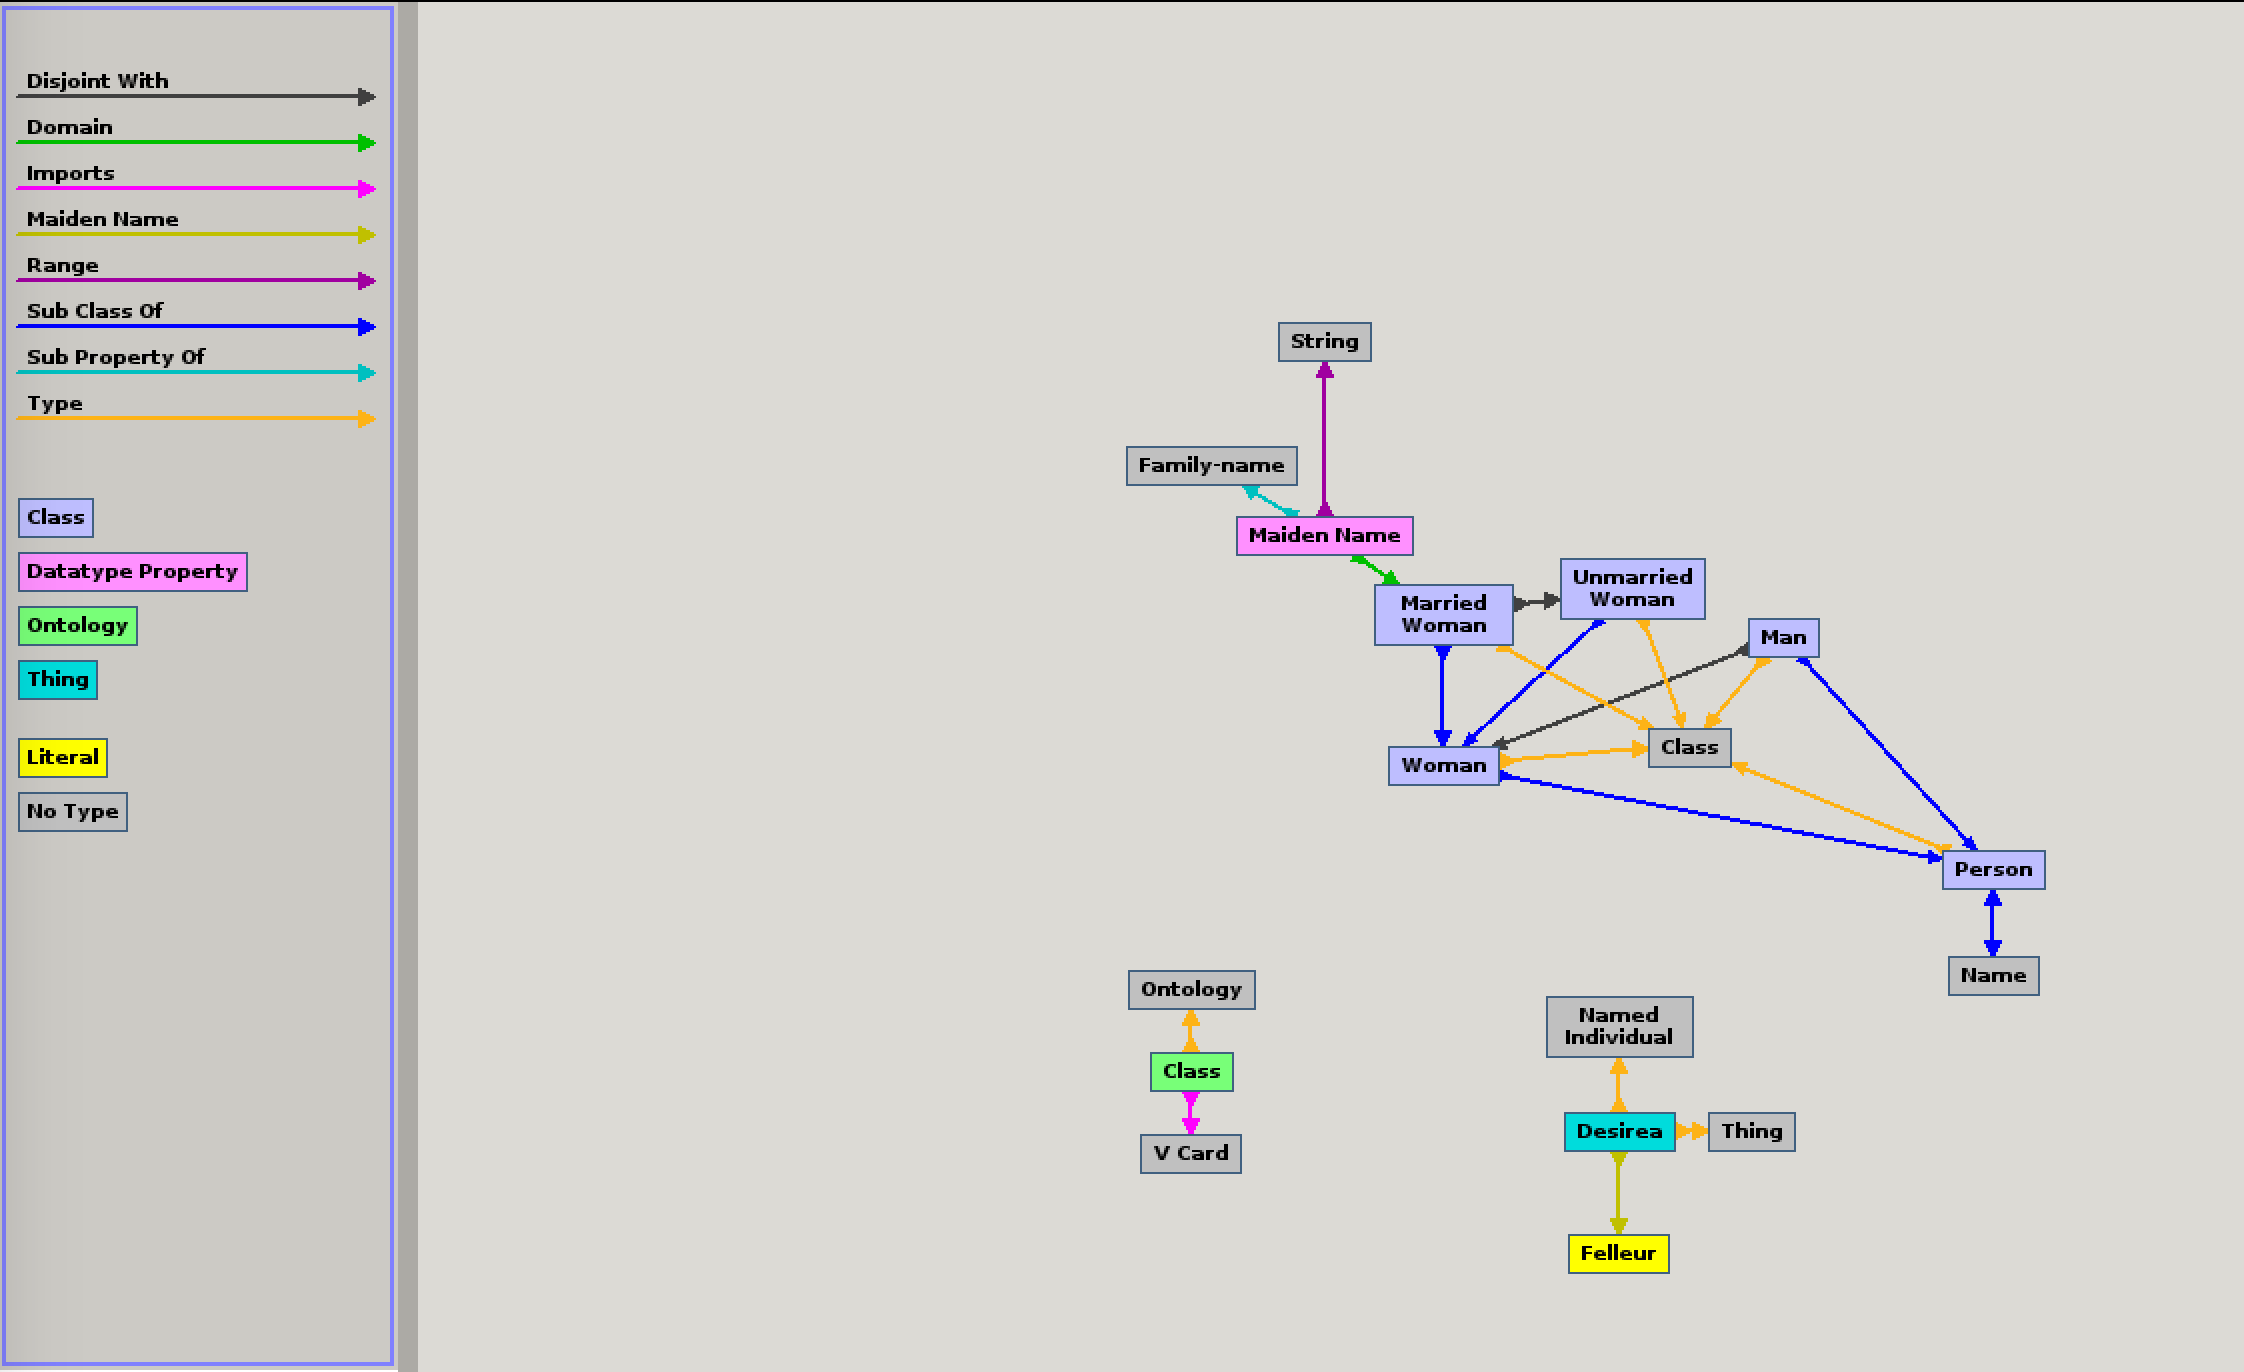 Disjoint With
Domain
Imports
Maiden Name
Range
Sub Class Of
Sub Property Of
Type
Class
Datatype Property
Ontology
Thing
Literal
No Type
String
Family-name
Maiden Name
Married
Woman
Unmarried
Woman
Man
Woman
Class
Person
Name
Ontology
Class
V Card
Named
Individual
Desirea
Thing
Felleur